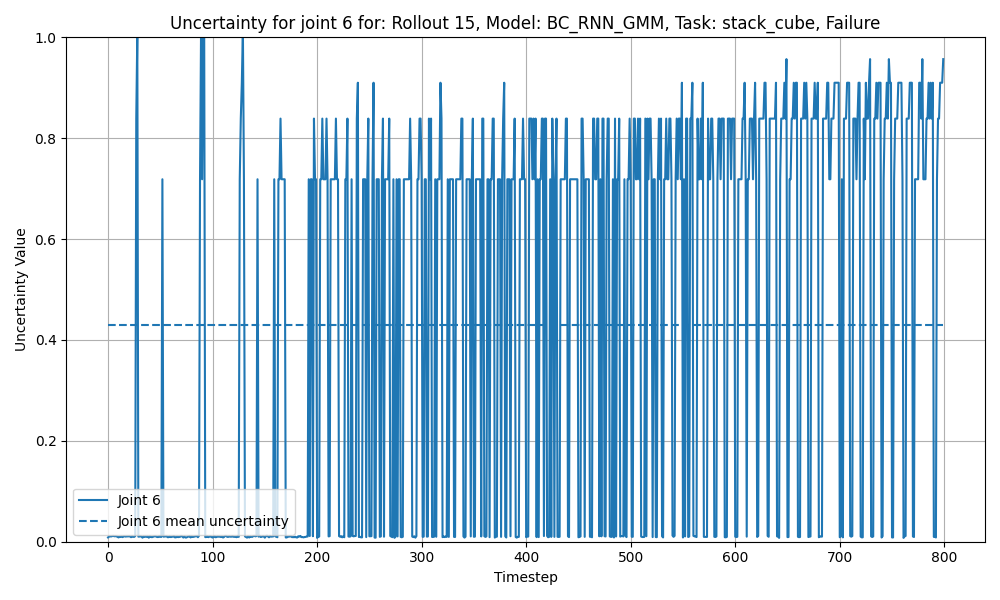 Uncertainty for joint 6 for: Rollout 15, Model: BC_RNN_GMM, Task: stack_cube, Failure
Uncertainty Value
1.0
0.8
0.6
0.4
0.2
0.0
Joint 6
Joint 6 mean uncertainty
0 100 200 300 400 500 600 700 800
Timestep